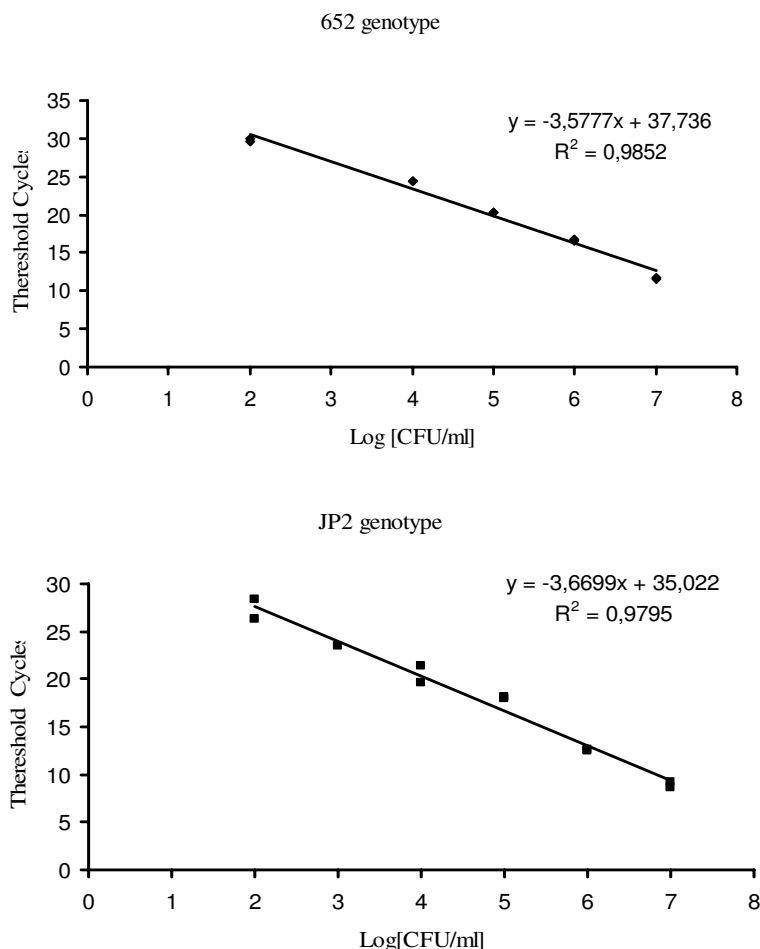 652 genotype
y = -3,5777x + 37,736
R² = 0,9852
Thereshold Cycles
35
30
25
20
15
10
5
0
0 1 2 3 4 5 6 7 8
Log [CFU/ml]
JP2 genotype
y = -3,6699x + 35,022
R² = 0,9795
Thereshold Cycles
30
25
20
15
10
5
0
0 1 2 3 4 5 6 7 8
Log[CFU/ml]